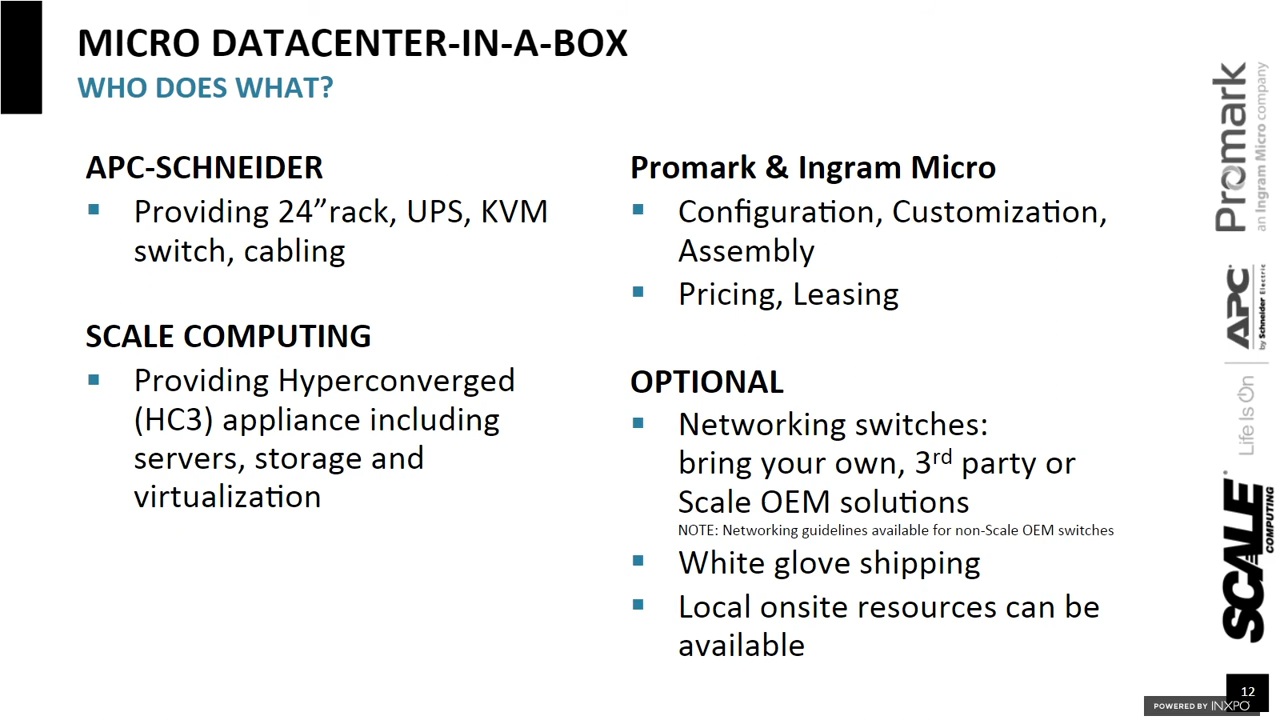 MICRO DATACENTER-IN-A-BOX
WHO DOES WHAT?
APC-SCHNEIDER
▪ Providing 24”rack, UPS, KVM
switch, cabling
SCALE COMPUTING
▪ Providing Hyperconverged
(HC3) appliance including
servers, storage and
virtualization
Promark & Ingram Micro
▪ Configuration, Customization,
Assembly
▪ Pricing, Leasing
OPTIONAL
▪ Networking switches:
bring your own, 3rd party or
Scale OEM solutions
NOTE: Networking guidelines available for non-Scale OEM switches
▪ White glove shipping
▪ Local onsite resources can be
available
Promark
an Ingram Micro company
APC
by Schneider Electric
Life Is On
SCALE
COMPUTING
12
POWERED BY INXPO